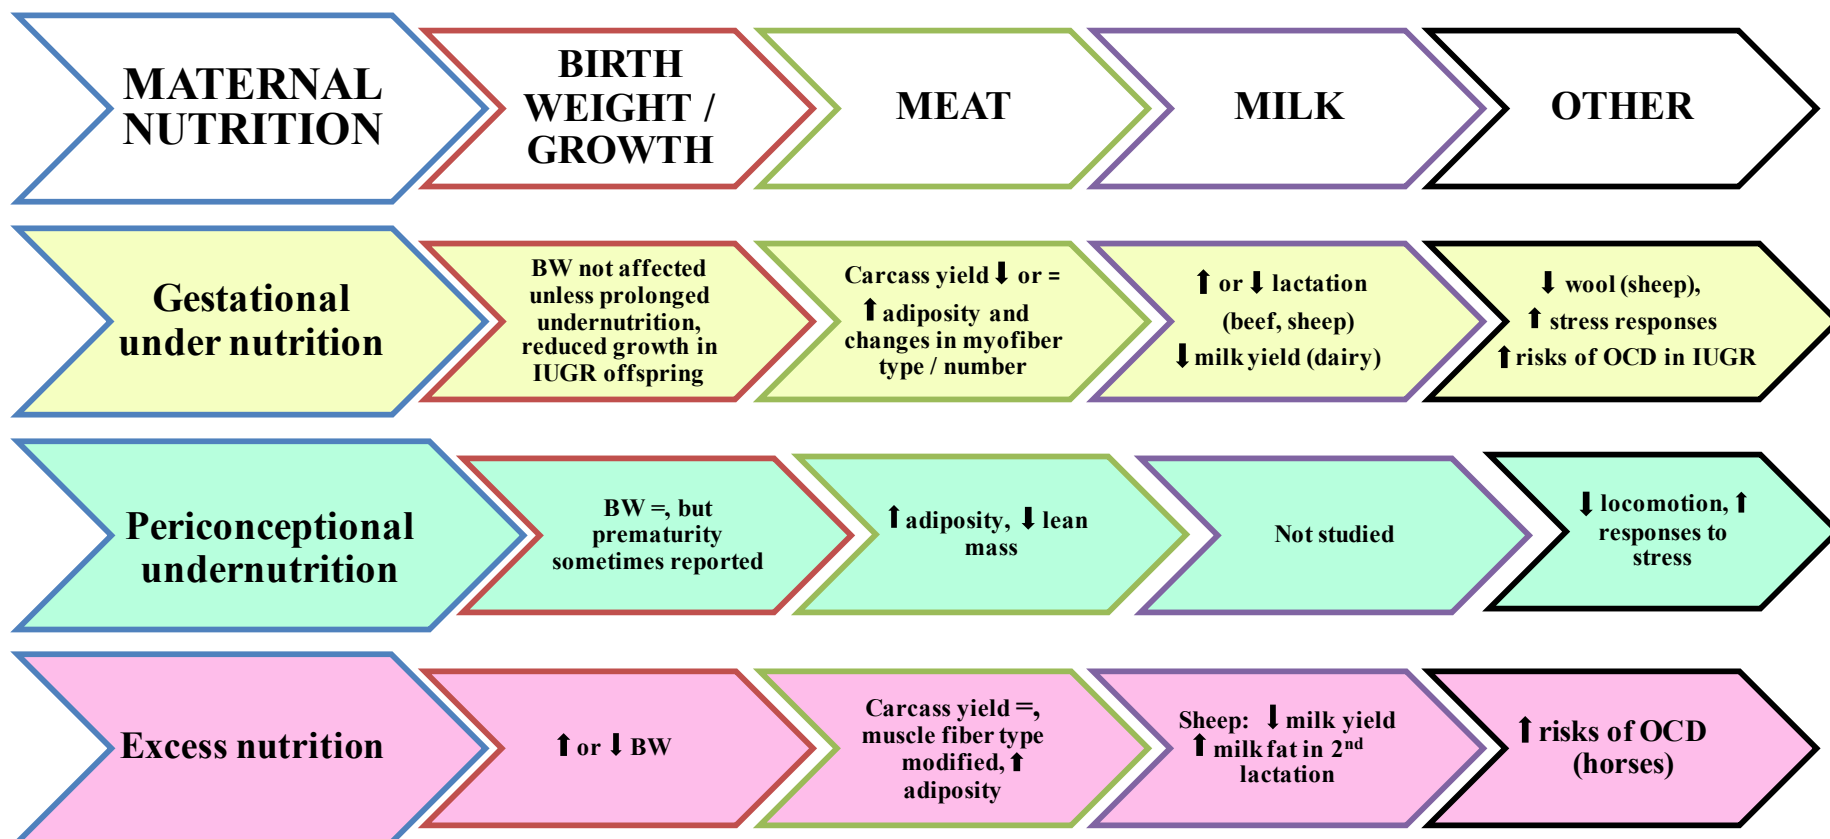 MATERNAL
NUTRITION
BIRTH
WEIGHT /
GROWTH
MEAT
MILK
OTHER
Gestational
under nutrition
BW not affected
unless prolonged
undernutrition,
reduced growth in
IUGR offspring
Carcass yield ⬇ or =
⬆ adiposity and
changes in myofiber
type / number
⬆ or ⬇ lactation
(beef, sheep)
⬇ milk yield (dairy)
⬇ wool (sheep),
⬆ stress responses
⬆ risks of OCD in IUGR
Periconceptional
undernutrition
BW =, but
prematurity
sometimes reported
⬆ adiposity, ⬇ lean
mass
Not studied
⬇ locomotion, ⬆
responses to
stress
Excess nutrition
⬆ or ⬇ BW
Carcass yield =,
muscle fiber type
modified, ⬆
adiposity
Sheep: ⬇ milk yield
⬆ milk fat in 2nd
lactation
⬆ risks of OCD
(horses)